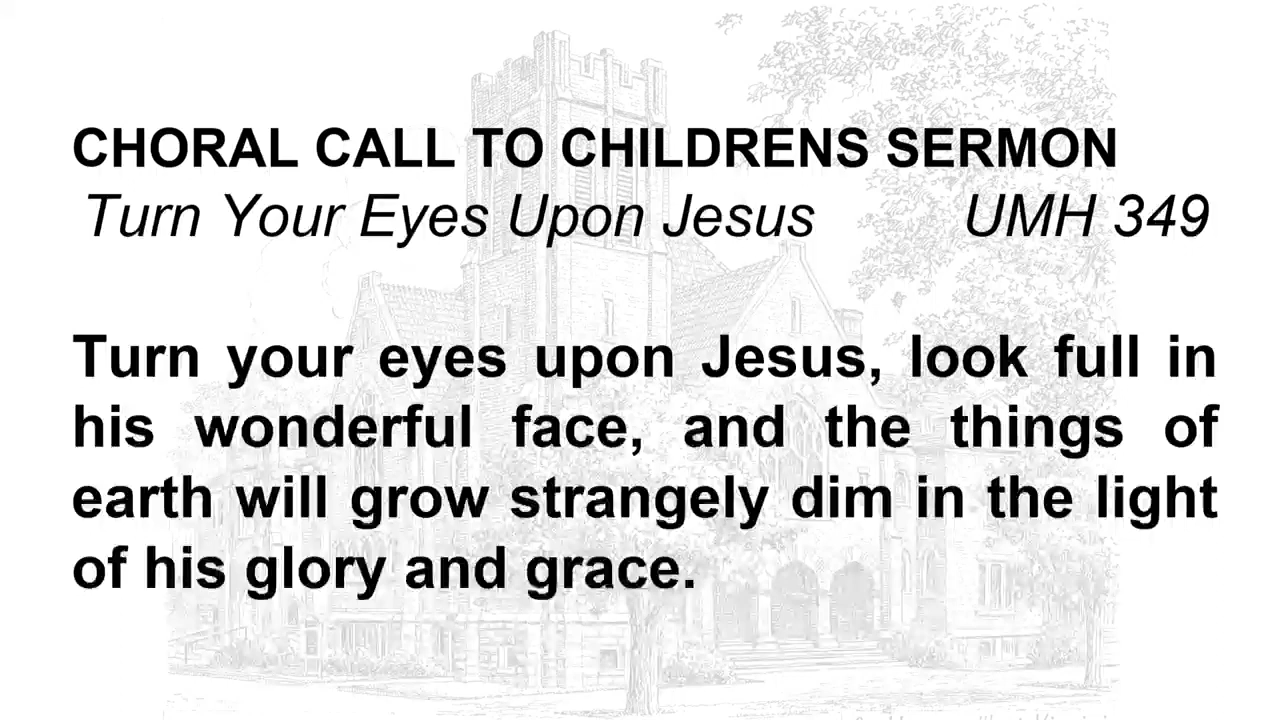 CHORAL CALL TO CHILDRENS SERMON
Turn Your Eyes Upon Jesus UMH 349
Turn your eyes upon Jesus, look full in
his wonderful face, and the things of
earth will grow strangely dim in the light
of his glory and grace.